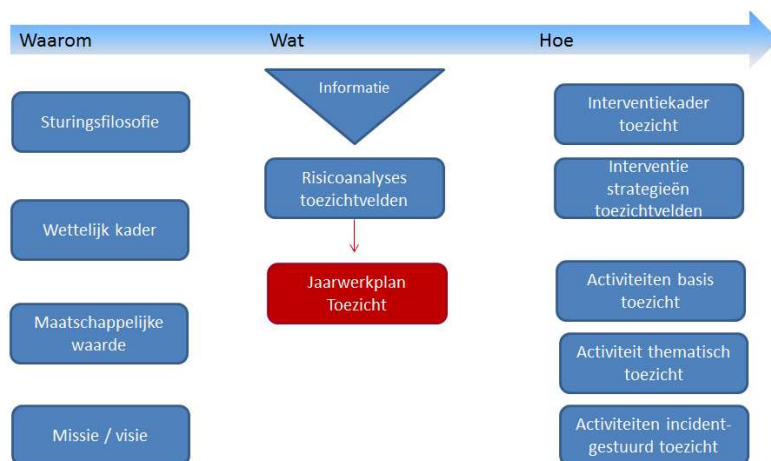 Waarom
Wat
Hoe
Sturingsfilosofie
Wettelijk kader
Maatschappelijke
waarde
Missie / visie
Informatie
Risicoanalyses
toezichtvelden
Jaarwerkplan
Toezicht
Interventiekader
toezicht
Interventie
strategieën
toezichtvelden
Activiteiten basis
toezicht
Activiteit thematisch
toezicht
Activiteiten incident-
gestuurd toezicht